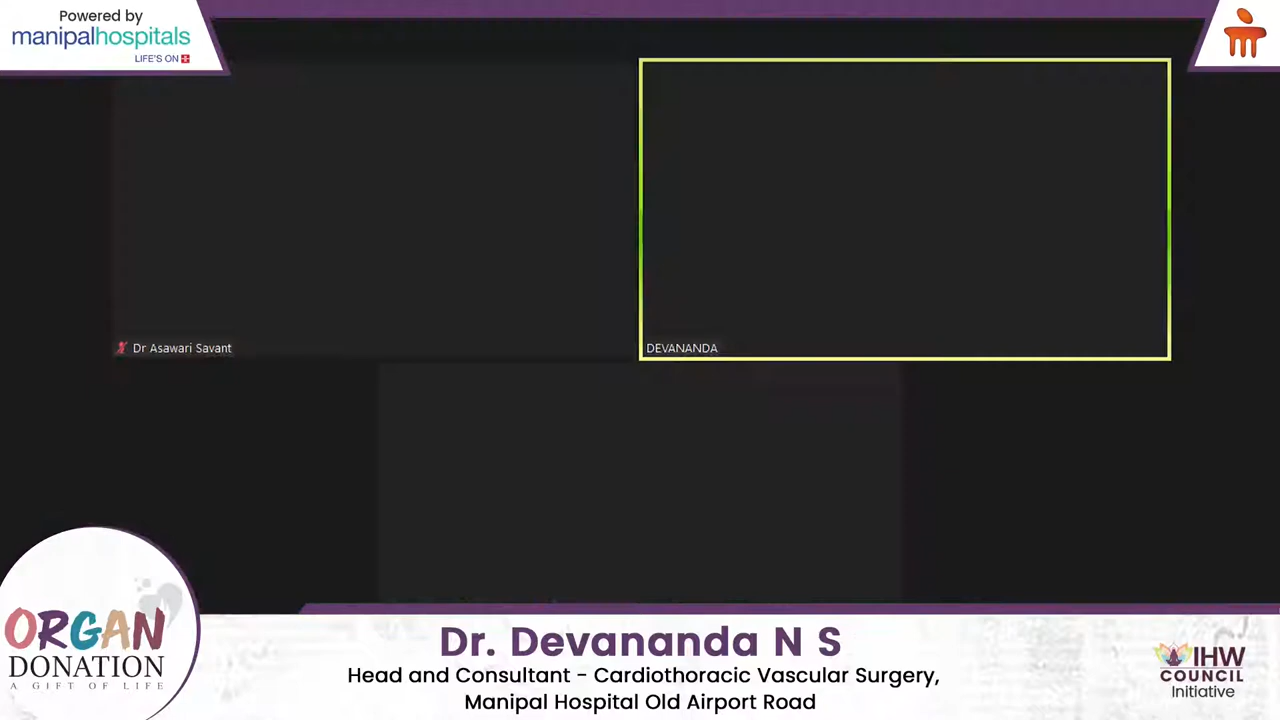 Powered by
manipalhospitals
LIFE'S ON
Dr Asawari Savant
DEVANANDA
ORGAN
DONATION
A GIFT OF LIFE
Dr. Devananda N S
Head and Consultant - Cardiothoracic Vascular Surgery,
Manipal Hospital Old Airport Road
IHW
COUNCIL
Initiative